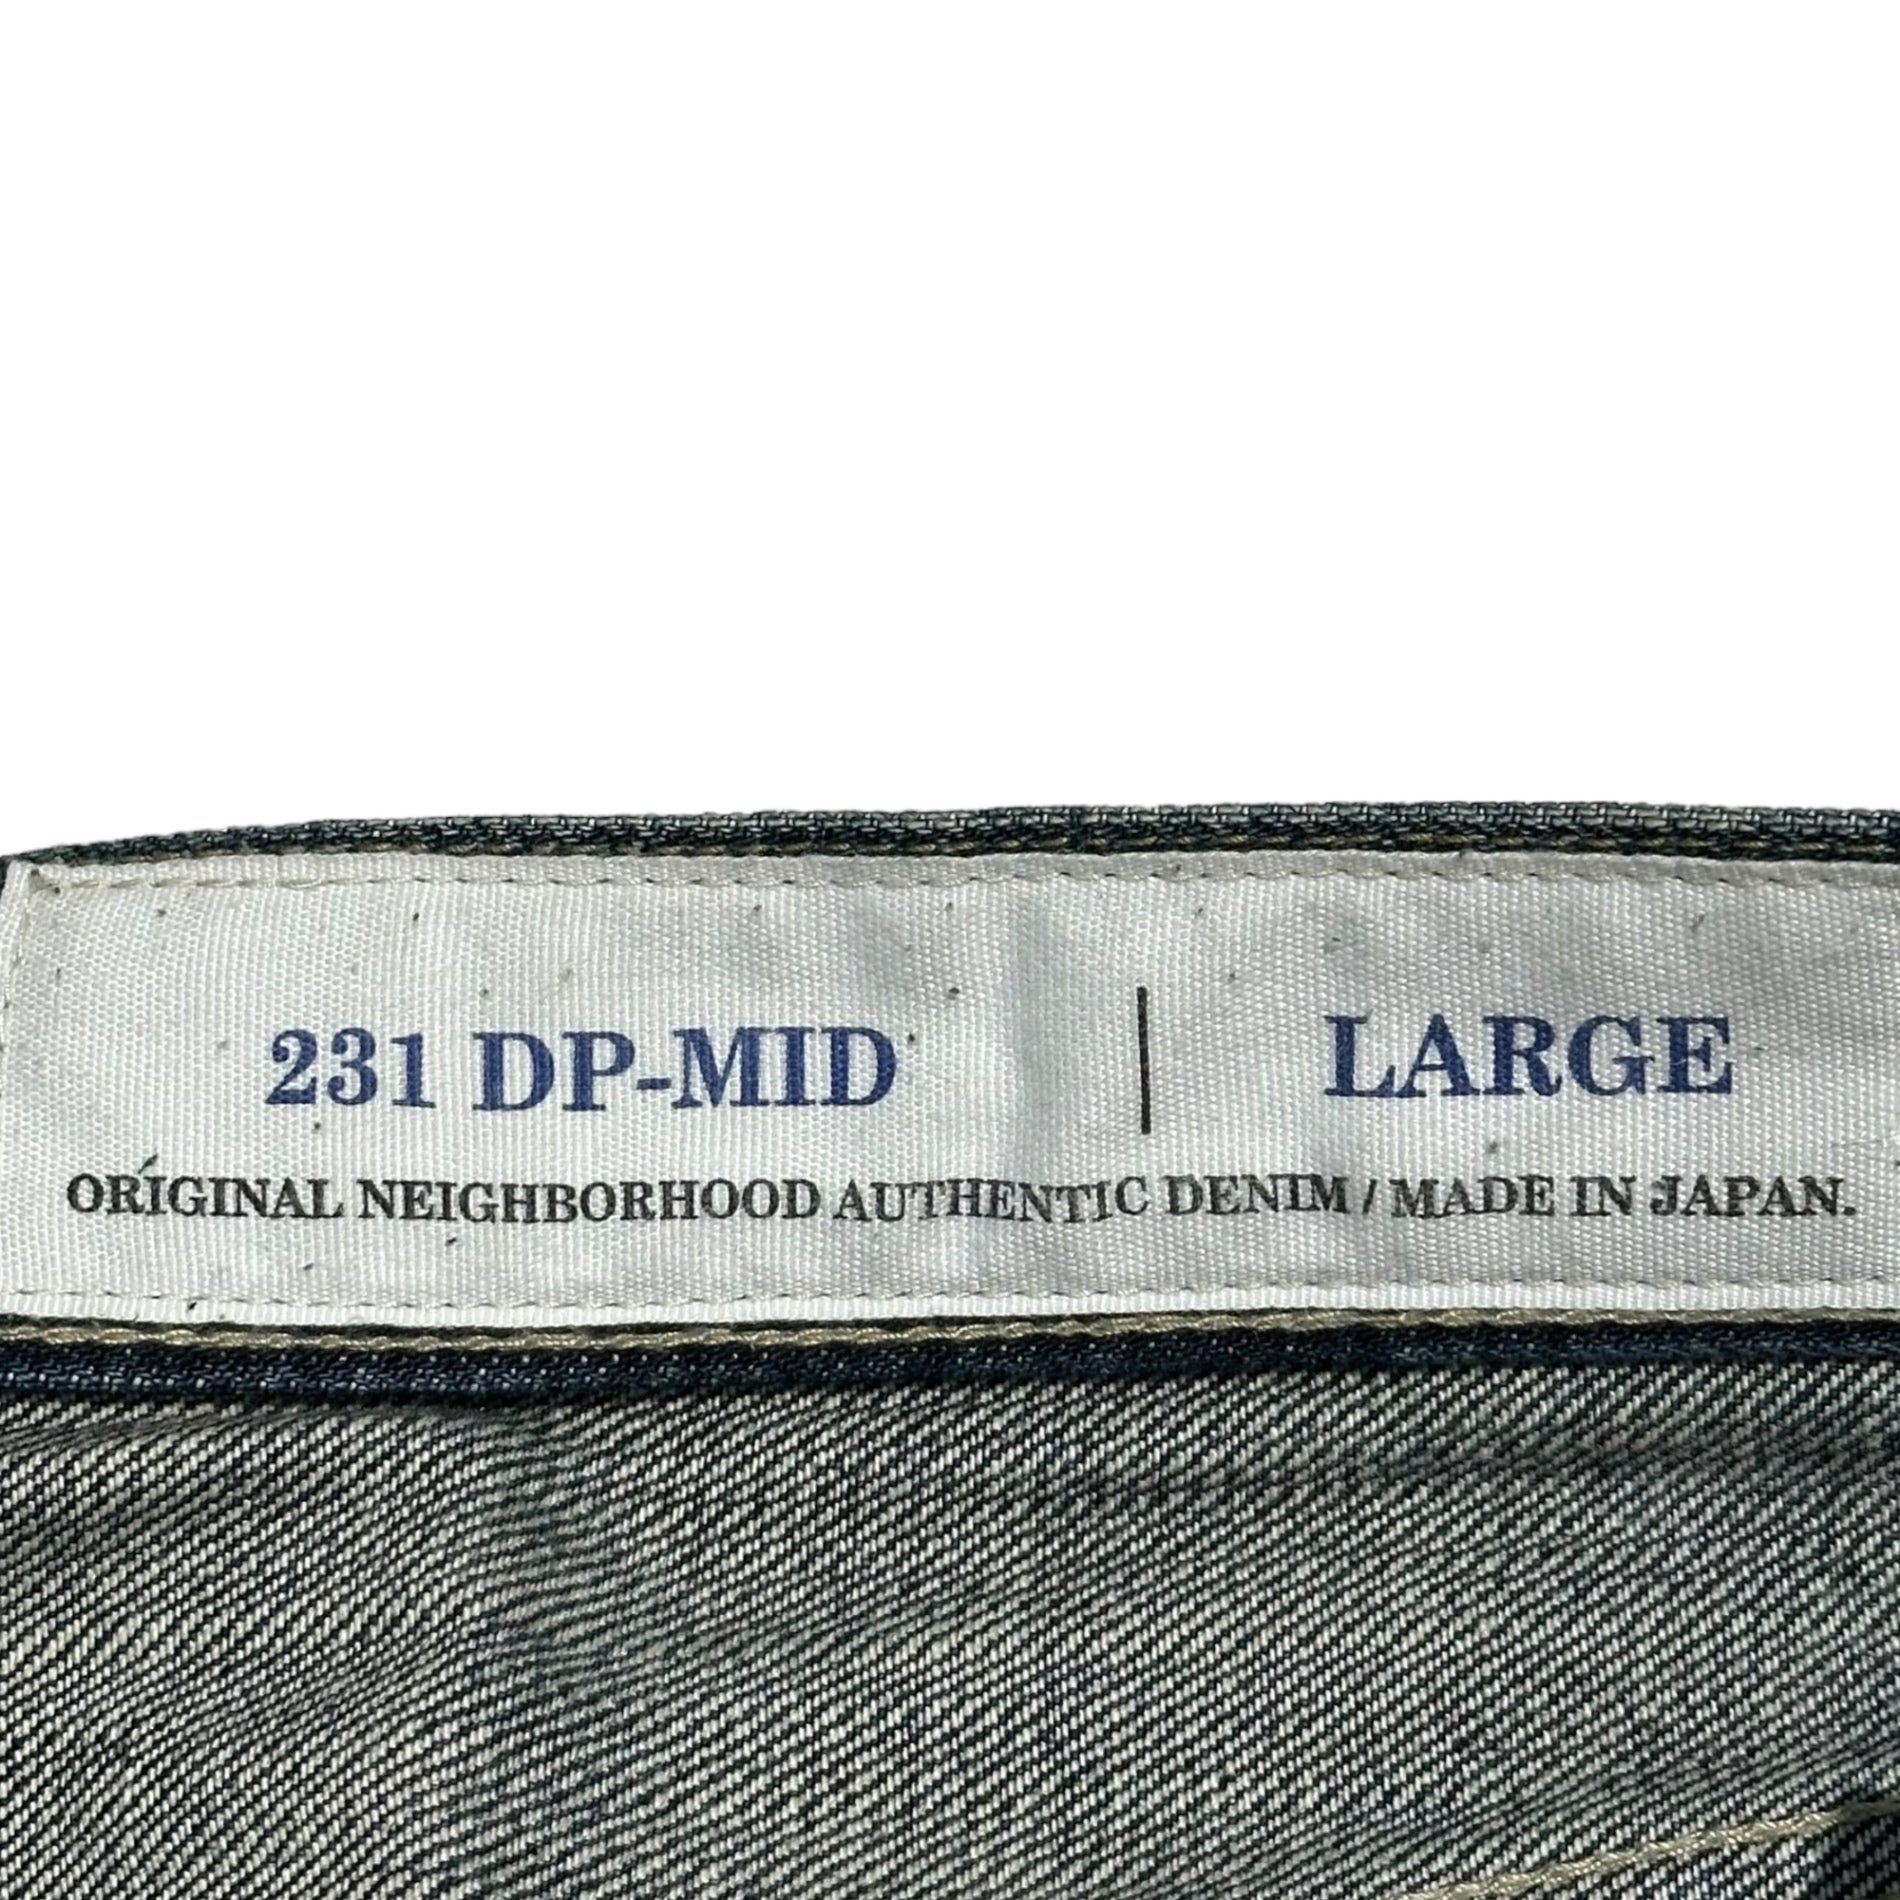 231 DP-MID | LARGE
ORIGINAL NEIGHBORHOOD AUTHENTIC DENIM / MADE IN JAPAN.